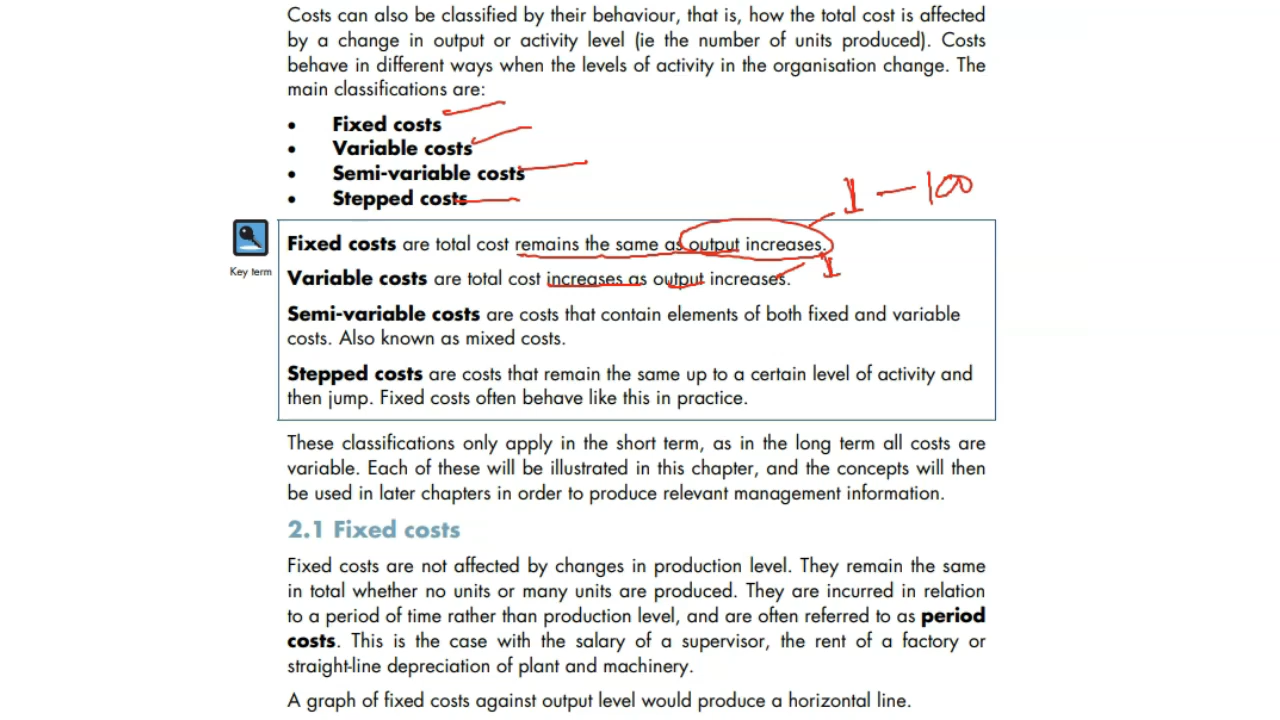 Costs can also be classified by their behaviour, that is, how the total cost is affected
by a change in output or activity level (ie the number of units produced). Costs
behave in different ways when the levels of activity in the organisation change. The
main classifications are:
• Fixed costs
• Variable costs
• Semi-variable costs
• Stepped costs
1 – 100
Key term
Fixed costs are total cost remains the same as output increases.
Variable costs are total cost increases as output increases.
Semi-variable costs are costs that contain elements of both fixed and variable
costs. Also known as mixed costs.
Stepped costs are costs that remain the same up to a certain level of activity and
then jump. Fixed costs often behave like this in practice.
These classifications only apply in the short term, as in the long term all costs are
variable. Each of these will be illustrated in this chapter, and the concepts will then
be used in later chapters in order to produce relevant management information.
2.1 Fixed costs
Fixed costs are not affected by changes in production level. They remain the same
in total whether no units or many units are produced. They are incurred in relation
to a period of time rather than production level, and are often referred to as period
costs. This is the case with the salary of a supervisor, the rent of a factory or
straight-line depreciation of plant and machinery.
A graph of fixed costs against output level would produce a horizontal line.